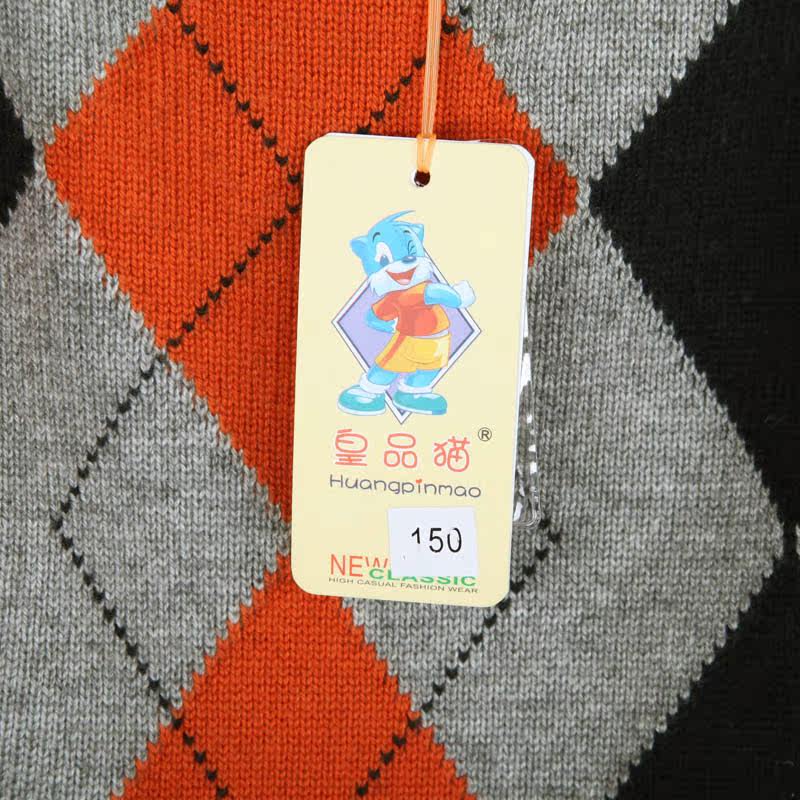 皇品猫®
Huangpinmao
150
NEW
CLASSIC
HIGH CASUAL FASHION WEAR